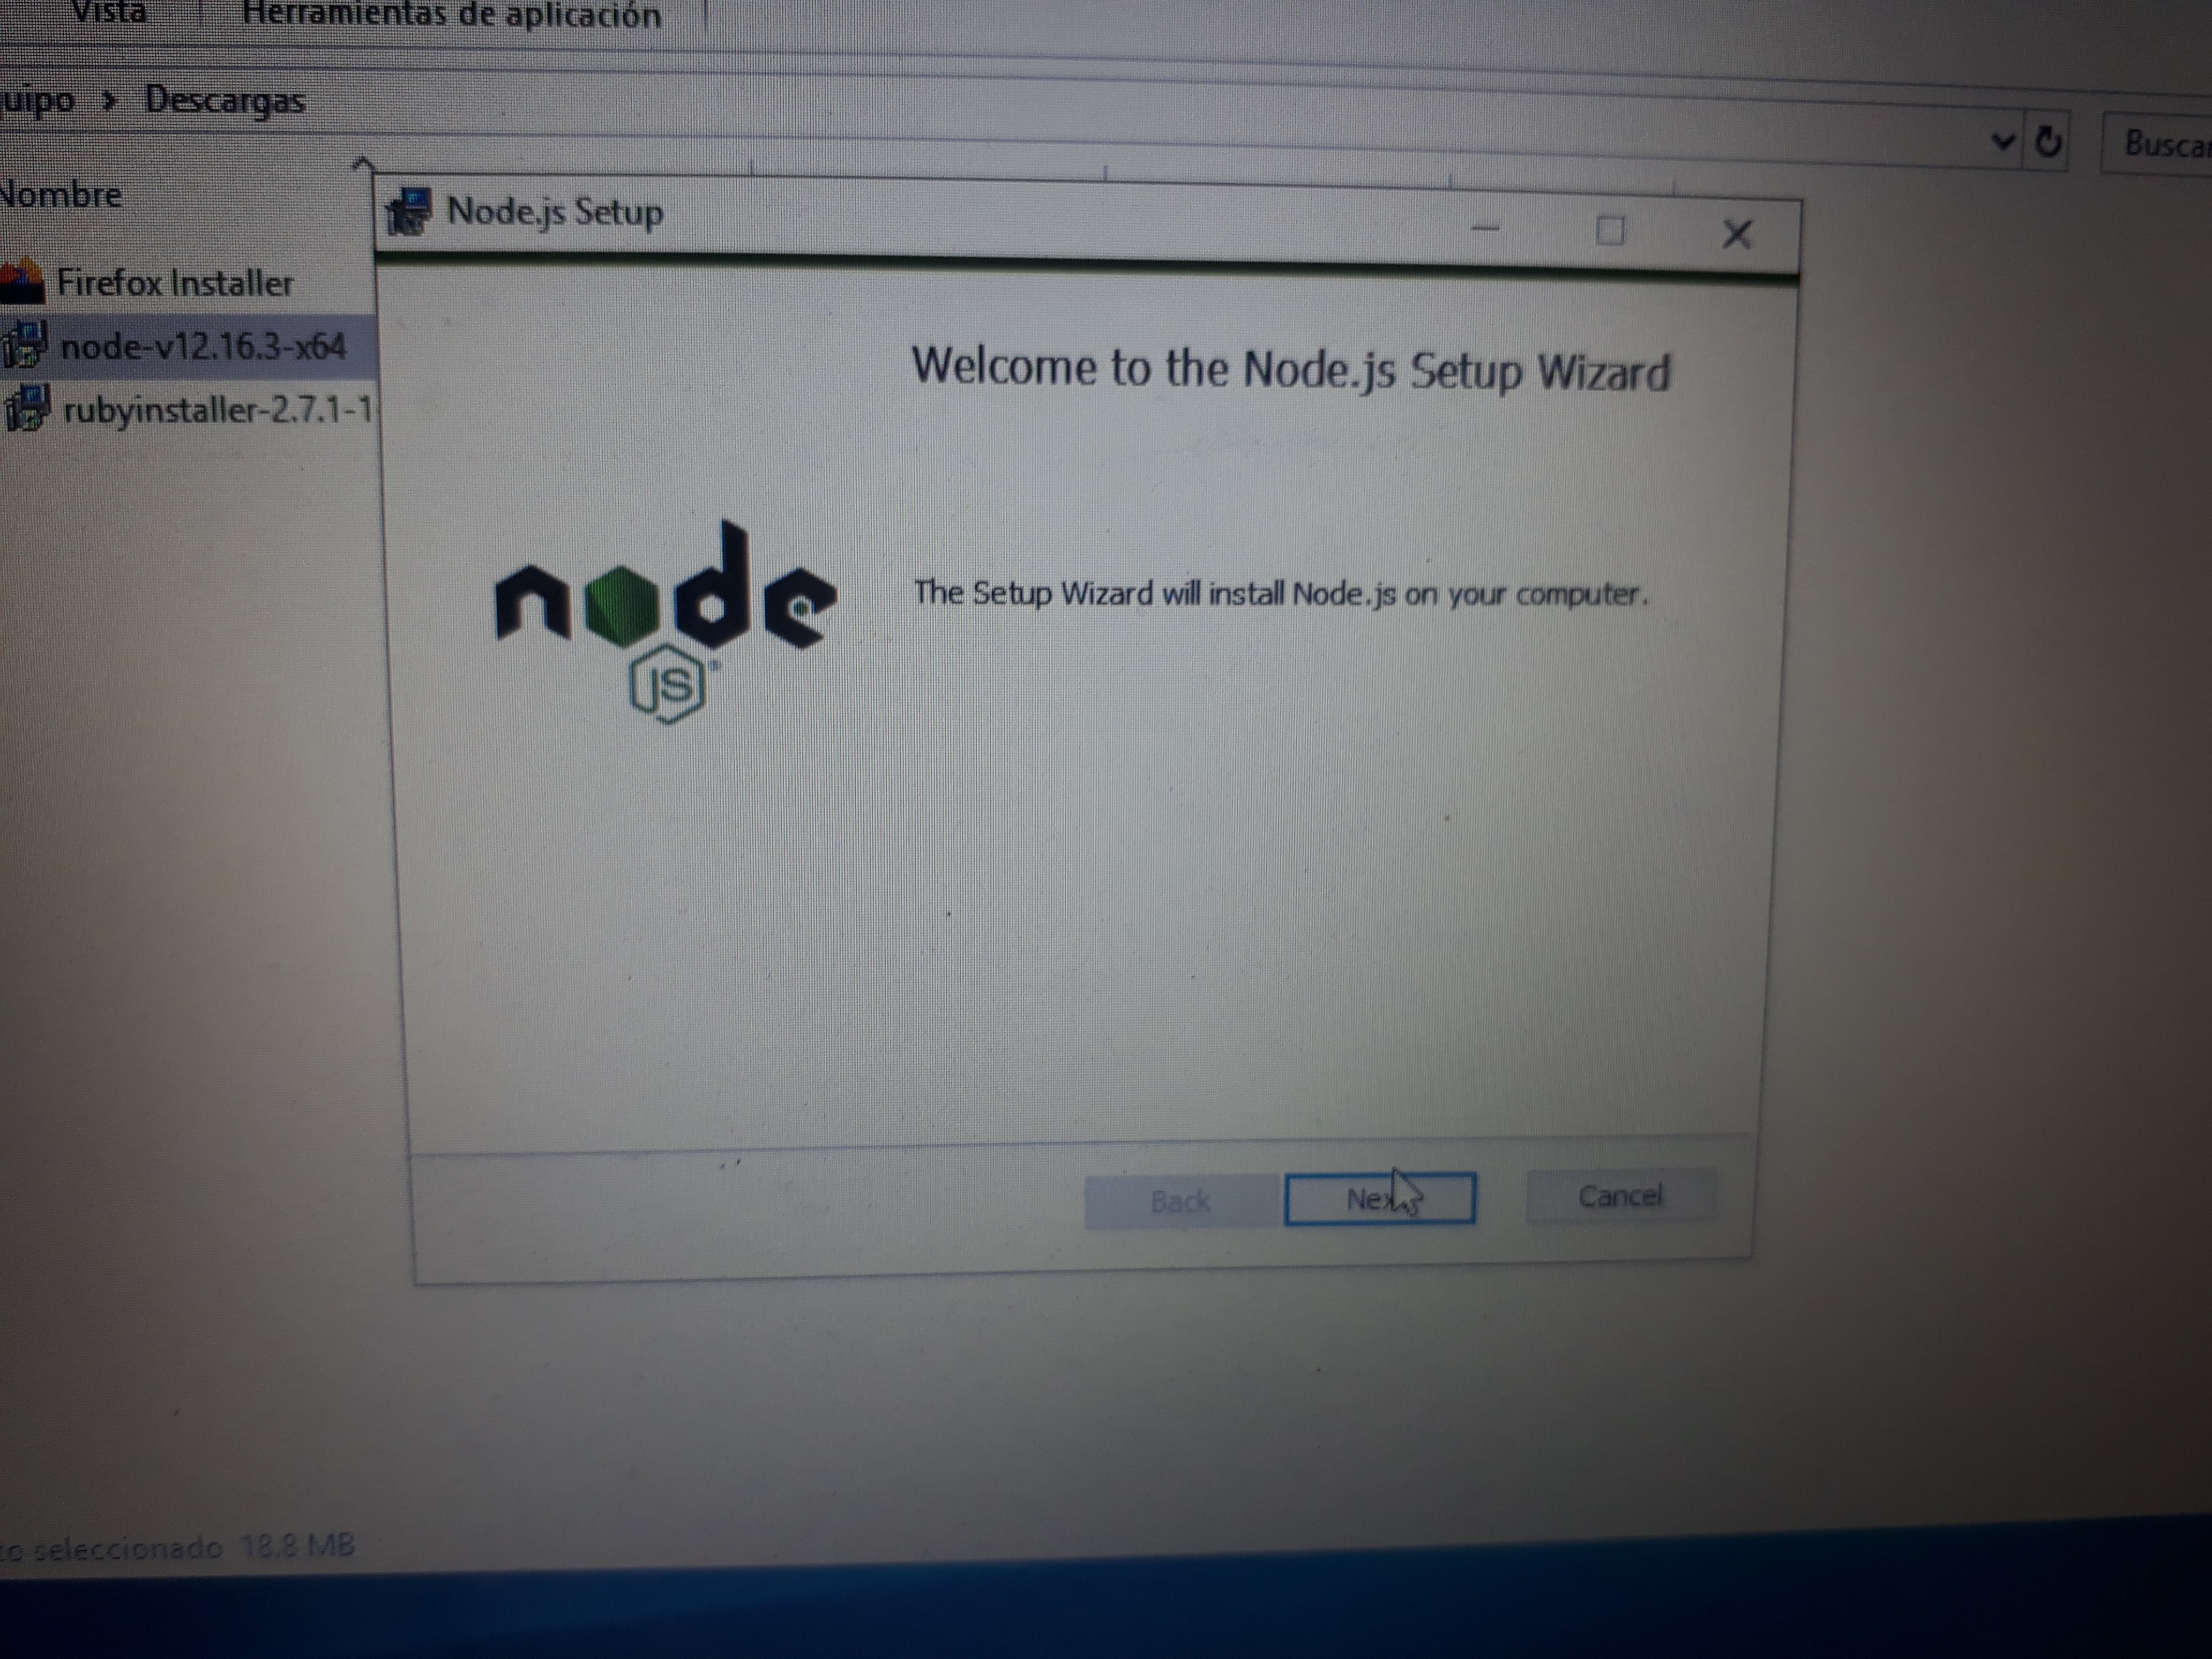 Vista Herramientas de aplicación
uipo > Descargas
Buscar
Nombre
Node.js Setup
Firefox Installer
node-v12.16.3-x64
rubyinstaller-2.7.1-1
Welcome to the Node.js Setup Wizard
node
JS
The Setup Wizard will install Node.js on your computer.
Back Next Cancel
to seleccionado 18.8 MB